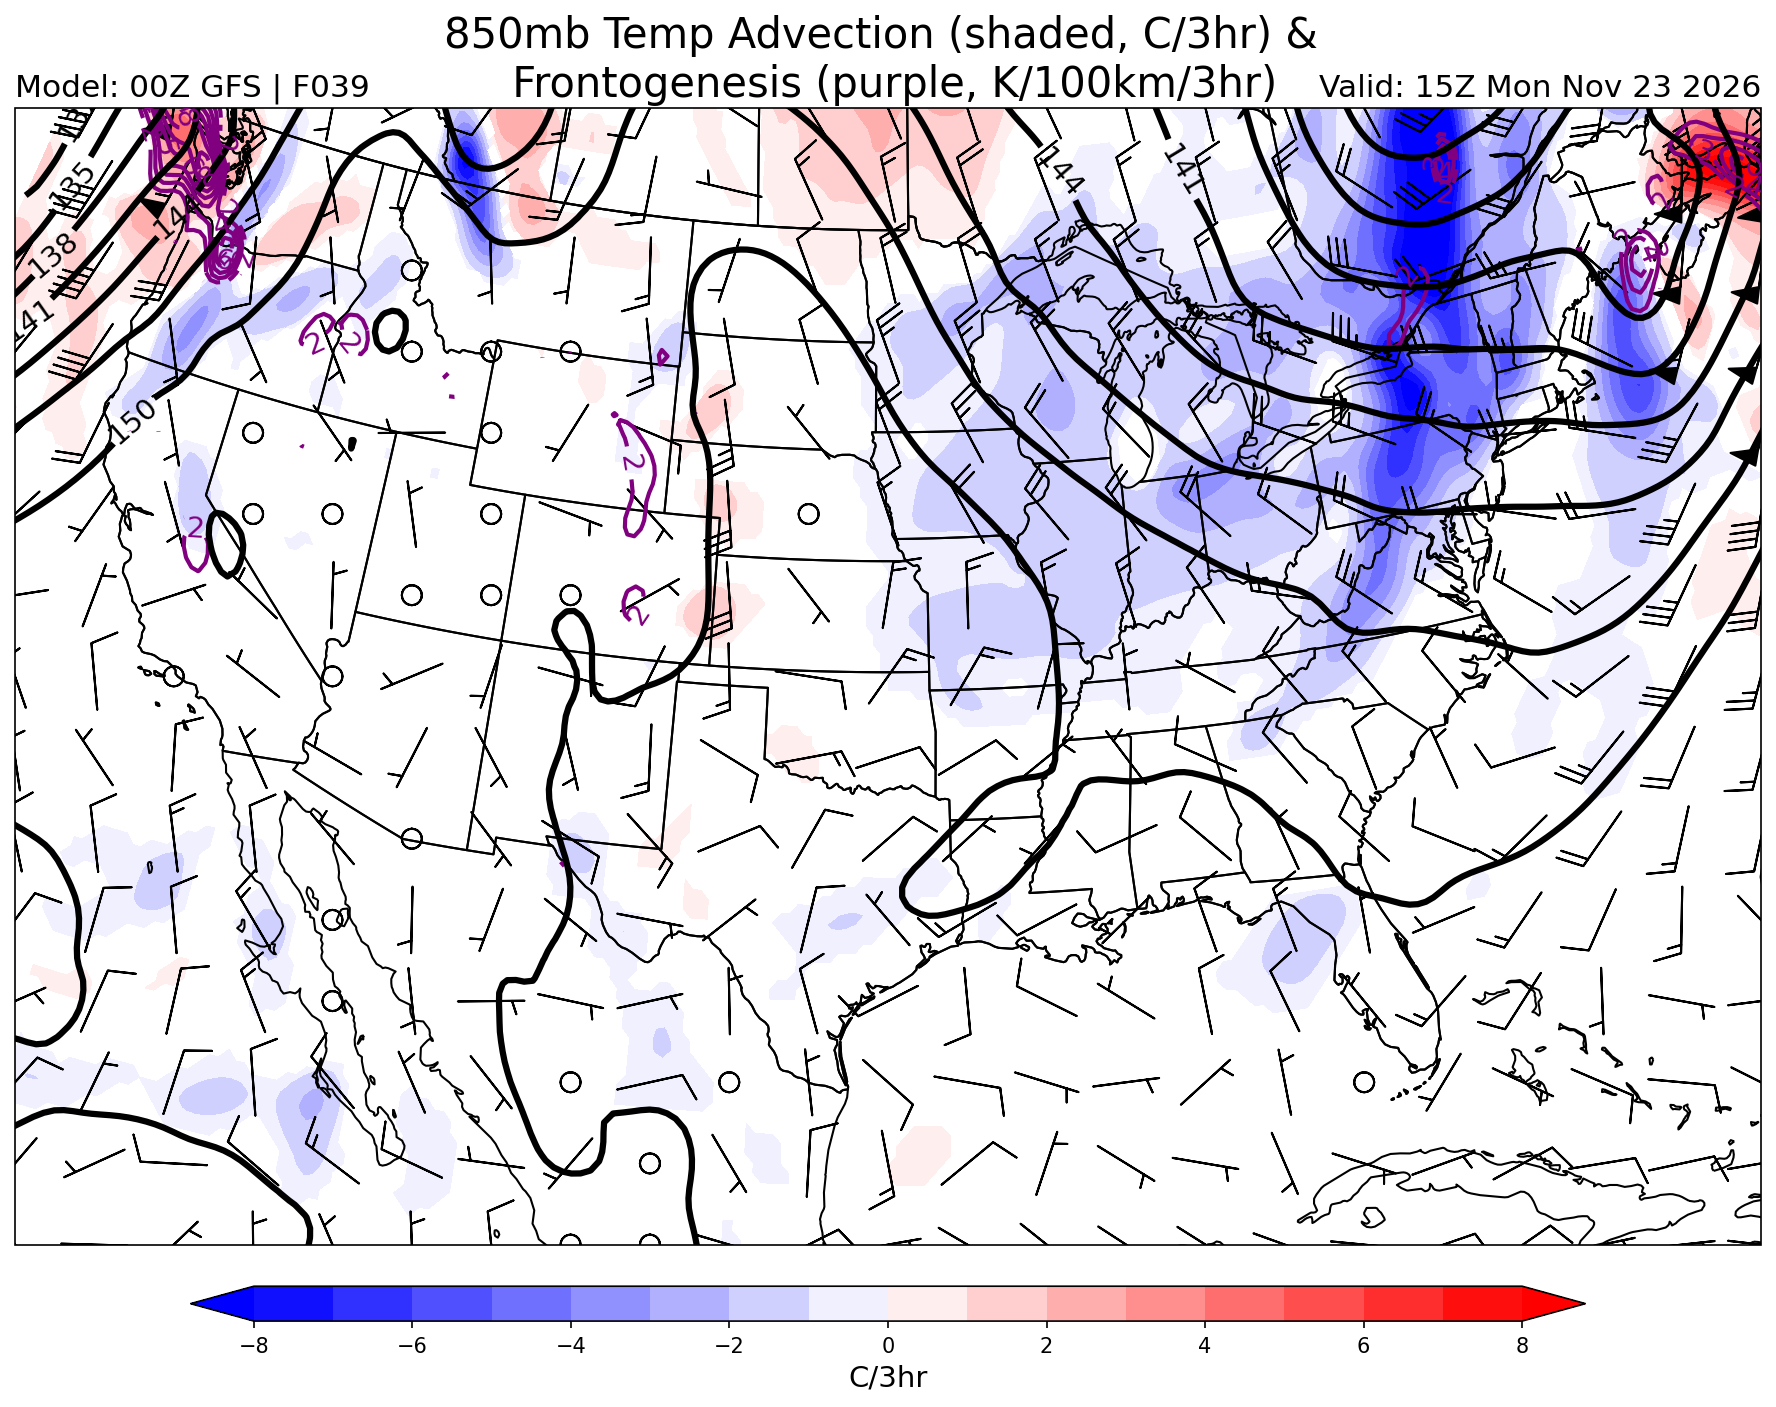 850mb Temp Advection (shaded, C/3hr) &
Frontogenesis (purple, K/100km/3hr)
Model: 00Z GFS | F039
Valid: 15Z Mon Nov 23 2026
135
138
141
144
150
144
141
2
2
2
2
2
−8 −6 −4 −2 0 2 4 6 8
C/3hr